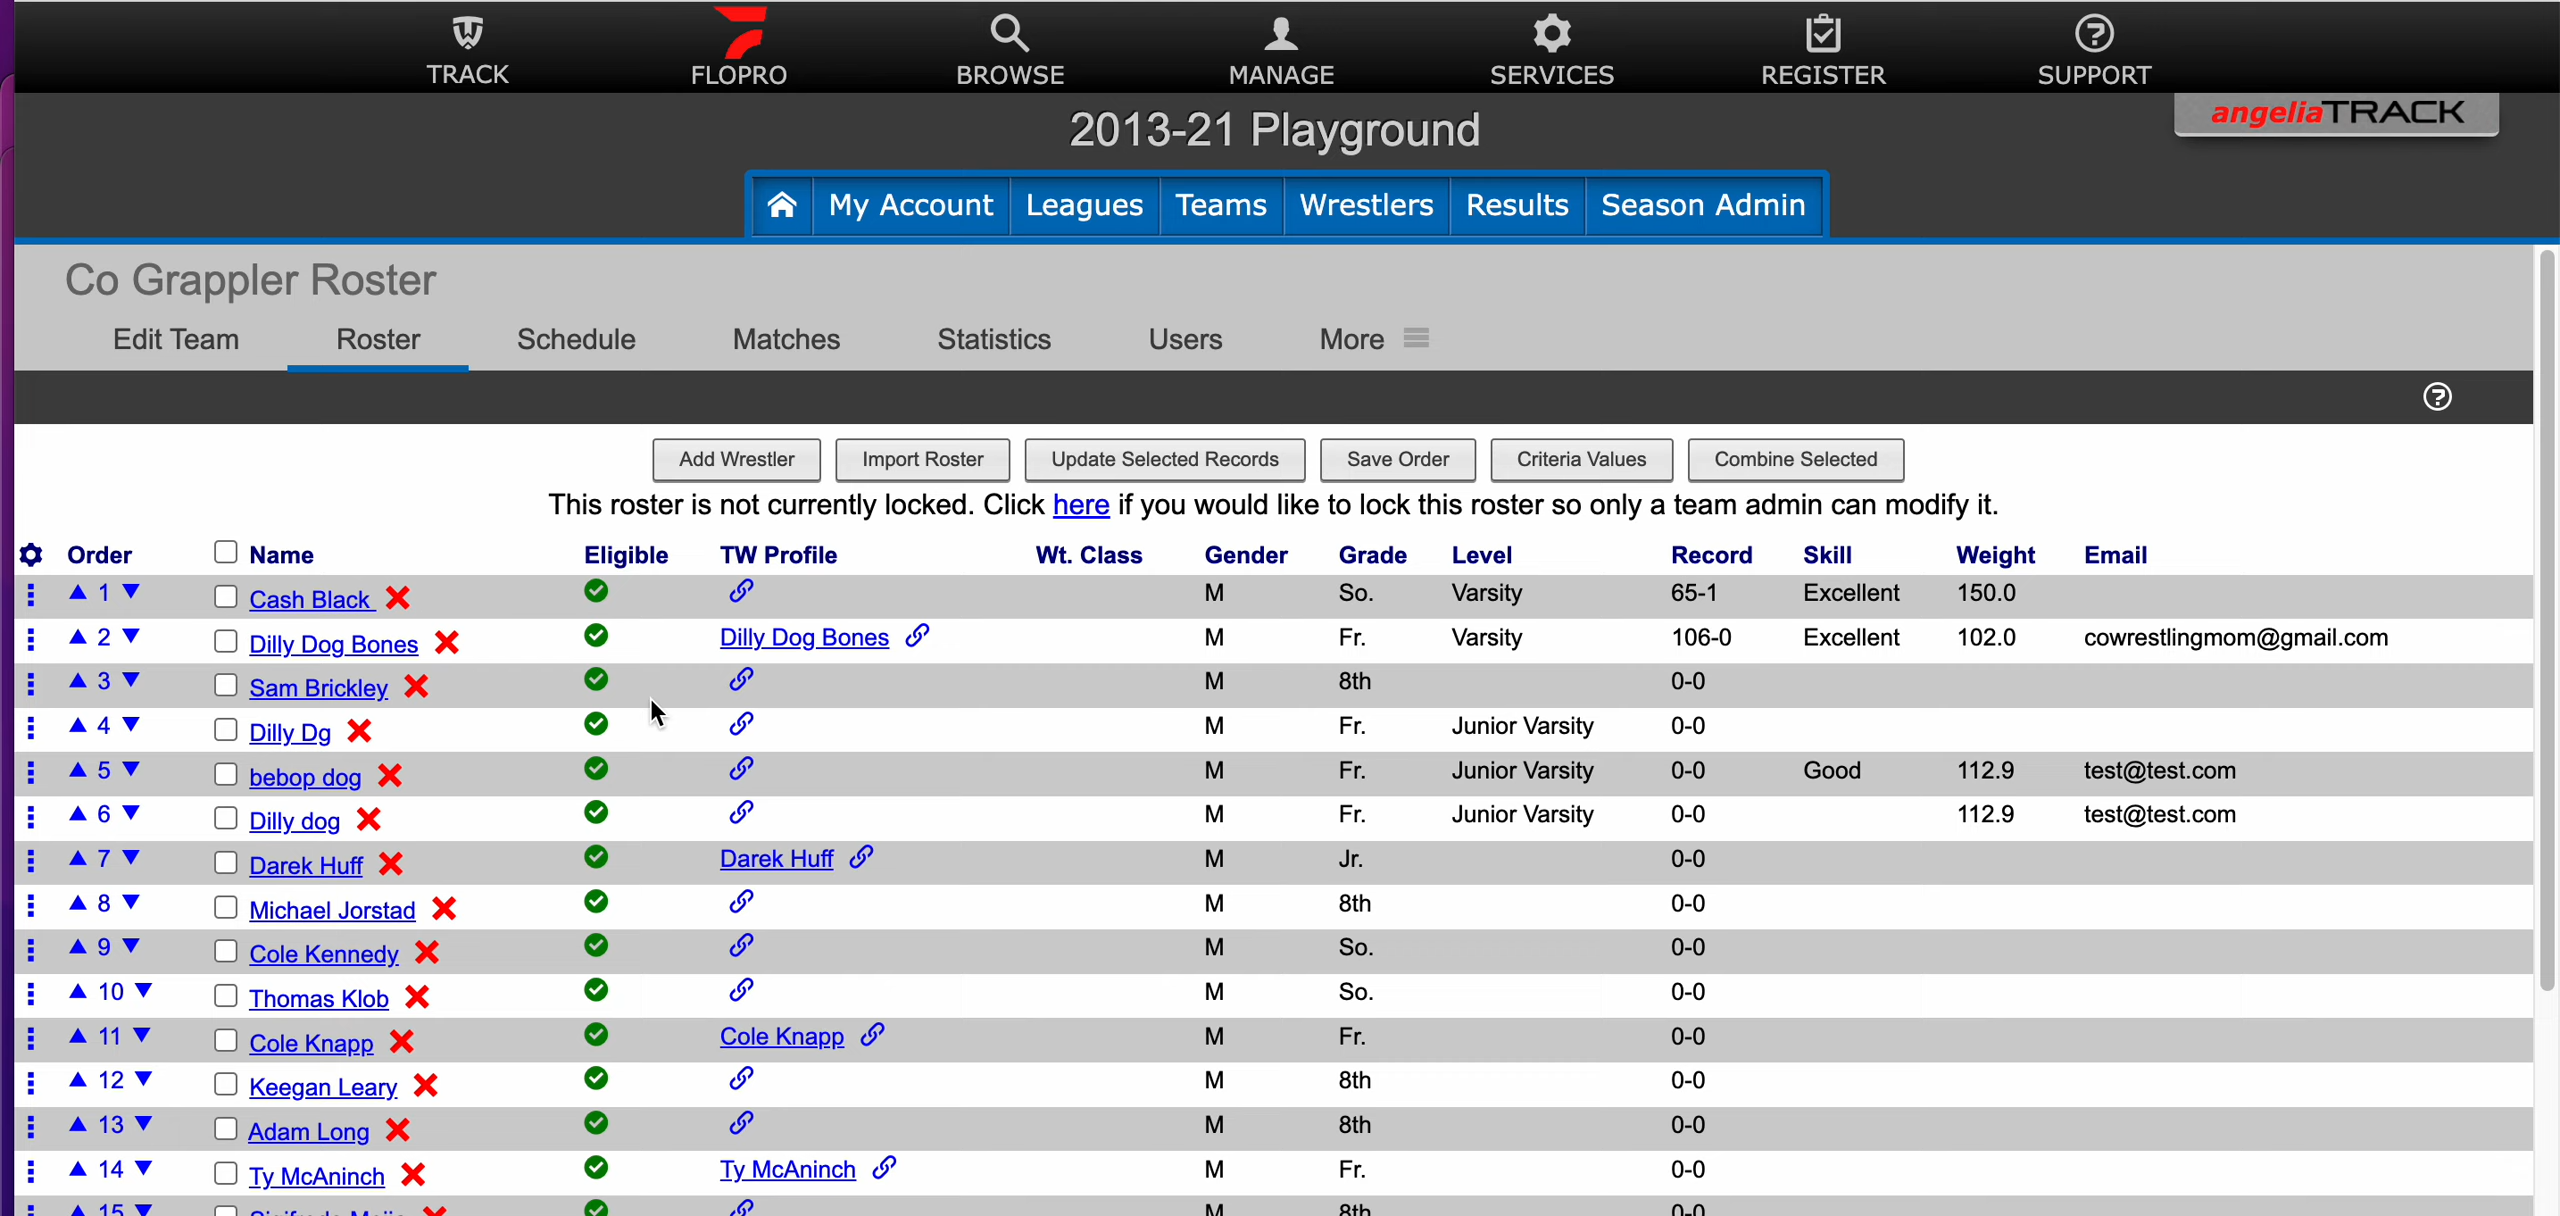 TRACK FLOPRO BROWSE MANAGE SERVICES REGISTER SUPPORT
angeliaTRACK
2013-21 Playground
My Account Leagues Teams Wrestlers Results Season Admin
Co Grappler Roster
Edit Team Roster Schedule Matches Statistics Users More
Add Wrestler Import Roster Update Selected Records Save Order Criteria Values Combine Selected
This roster is not currently locked. Click here if you would like to lock this roster so only a team admin can modify it.
Order Name Eligible TW Profile Wt. Class Gender Grade Level Record Skill Weight Email
1 Cash Black M So. Varsity 65-1 Excellent 150.0
2 Dilly Dog Bones Dilly Dog Bones M Fr. Varsity 106-0 Excellent 102.0 cowrestlingmom@gmail.com
3 Sam Brickley M 8th 0-0
4 Dilly Dg M Fr. Junior Varsity 0-0
5 bebop dog M Fr. Junior Varsity 0-0 Good 112.9 test@test.com
6 Dilly dog M Fr. Junior Varsity 0-0 112.9 test@test.com
7 Darek Huff Darek Huff M Jr. 0-0
8 Michael Jorstad M 8th 0-0
9 Cole Kennedy M So. 0-0
10 Thomas Klob M So. 0-0
11 Cole Knapp Cole Knapp M Fr. 0-0
12 Keegan Leary M 8th 0-0
13 Adam Long M 8th 0-0
14 Ty McAninch Ty McAninch M Fr. 0-0
15 M 8th 0-0